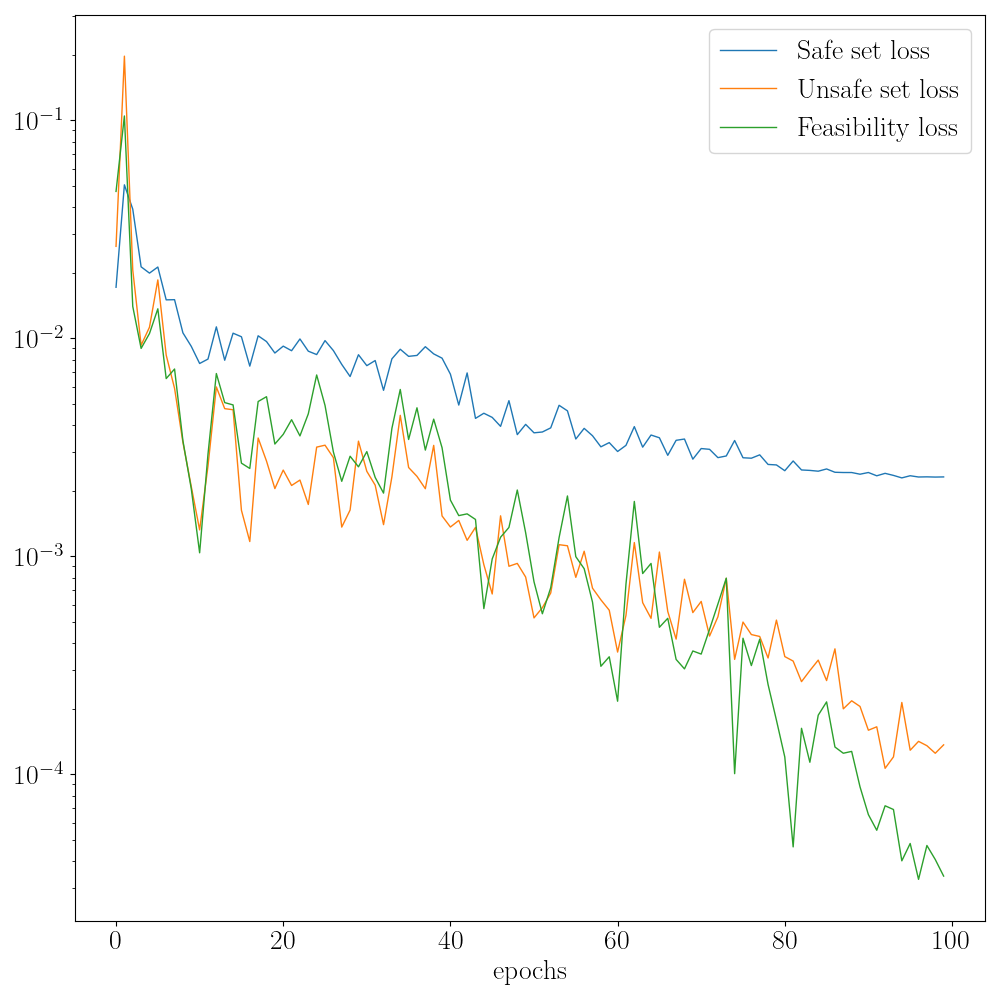 Safe set loss
Unsafe set loss
Feasibility loss
10⁻¹
10⁻²
10⁻³
10⁻⁴
0 20 40 60 80 100
epochs